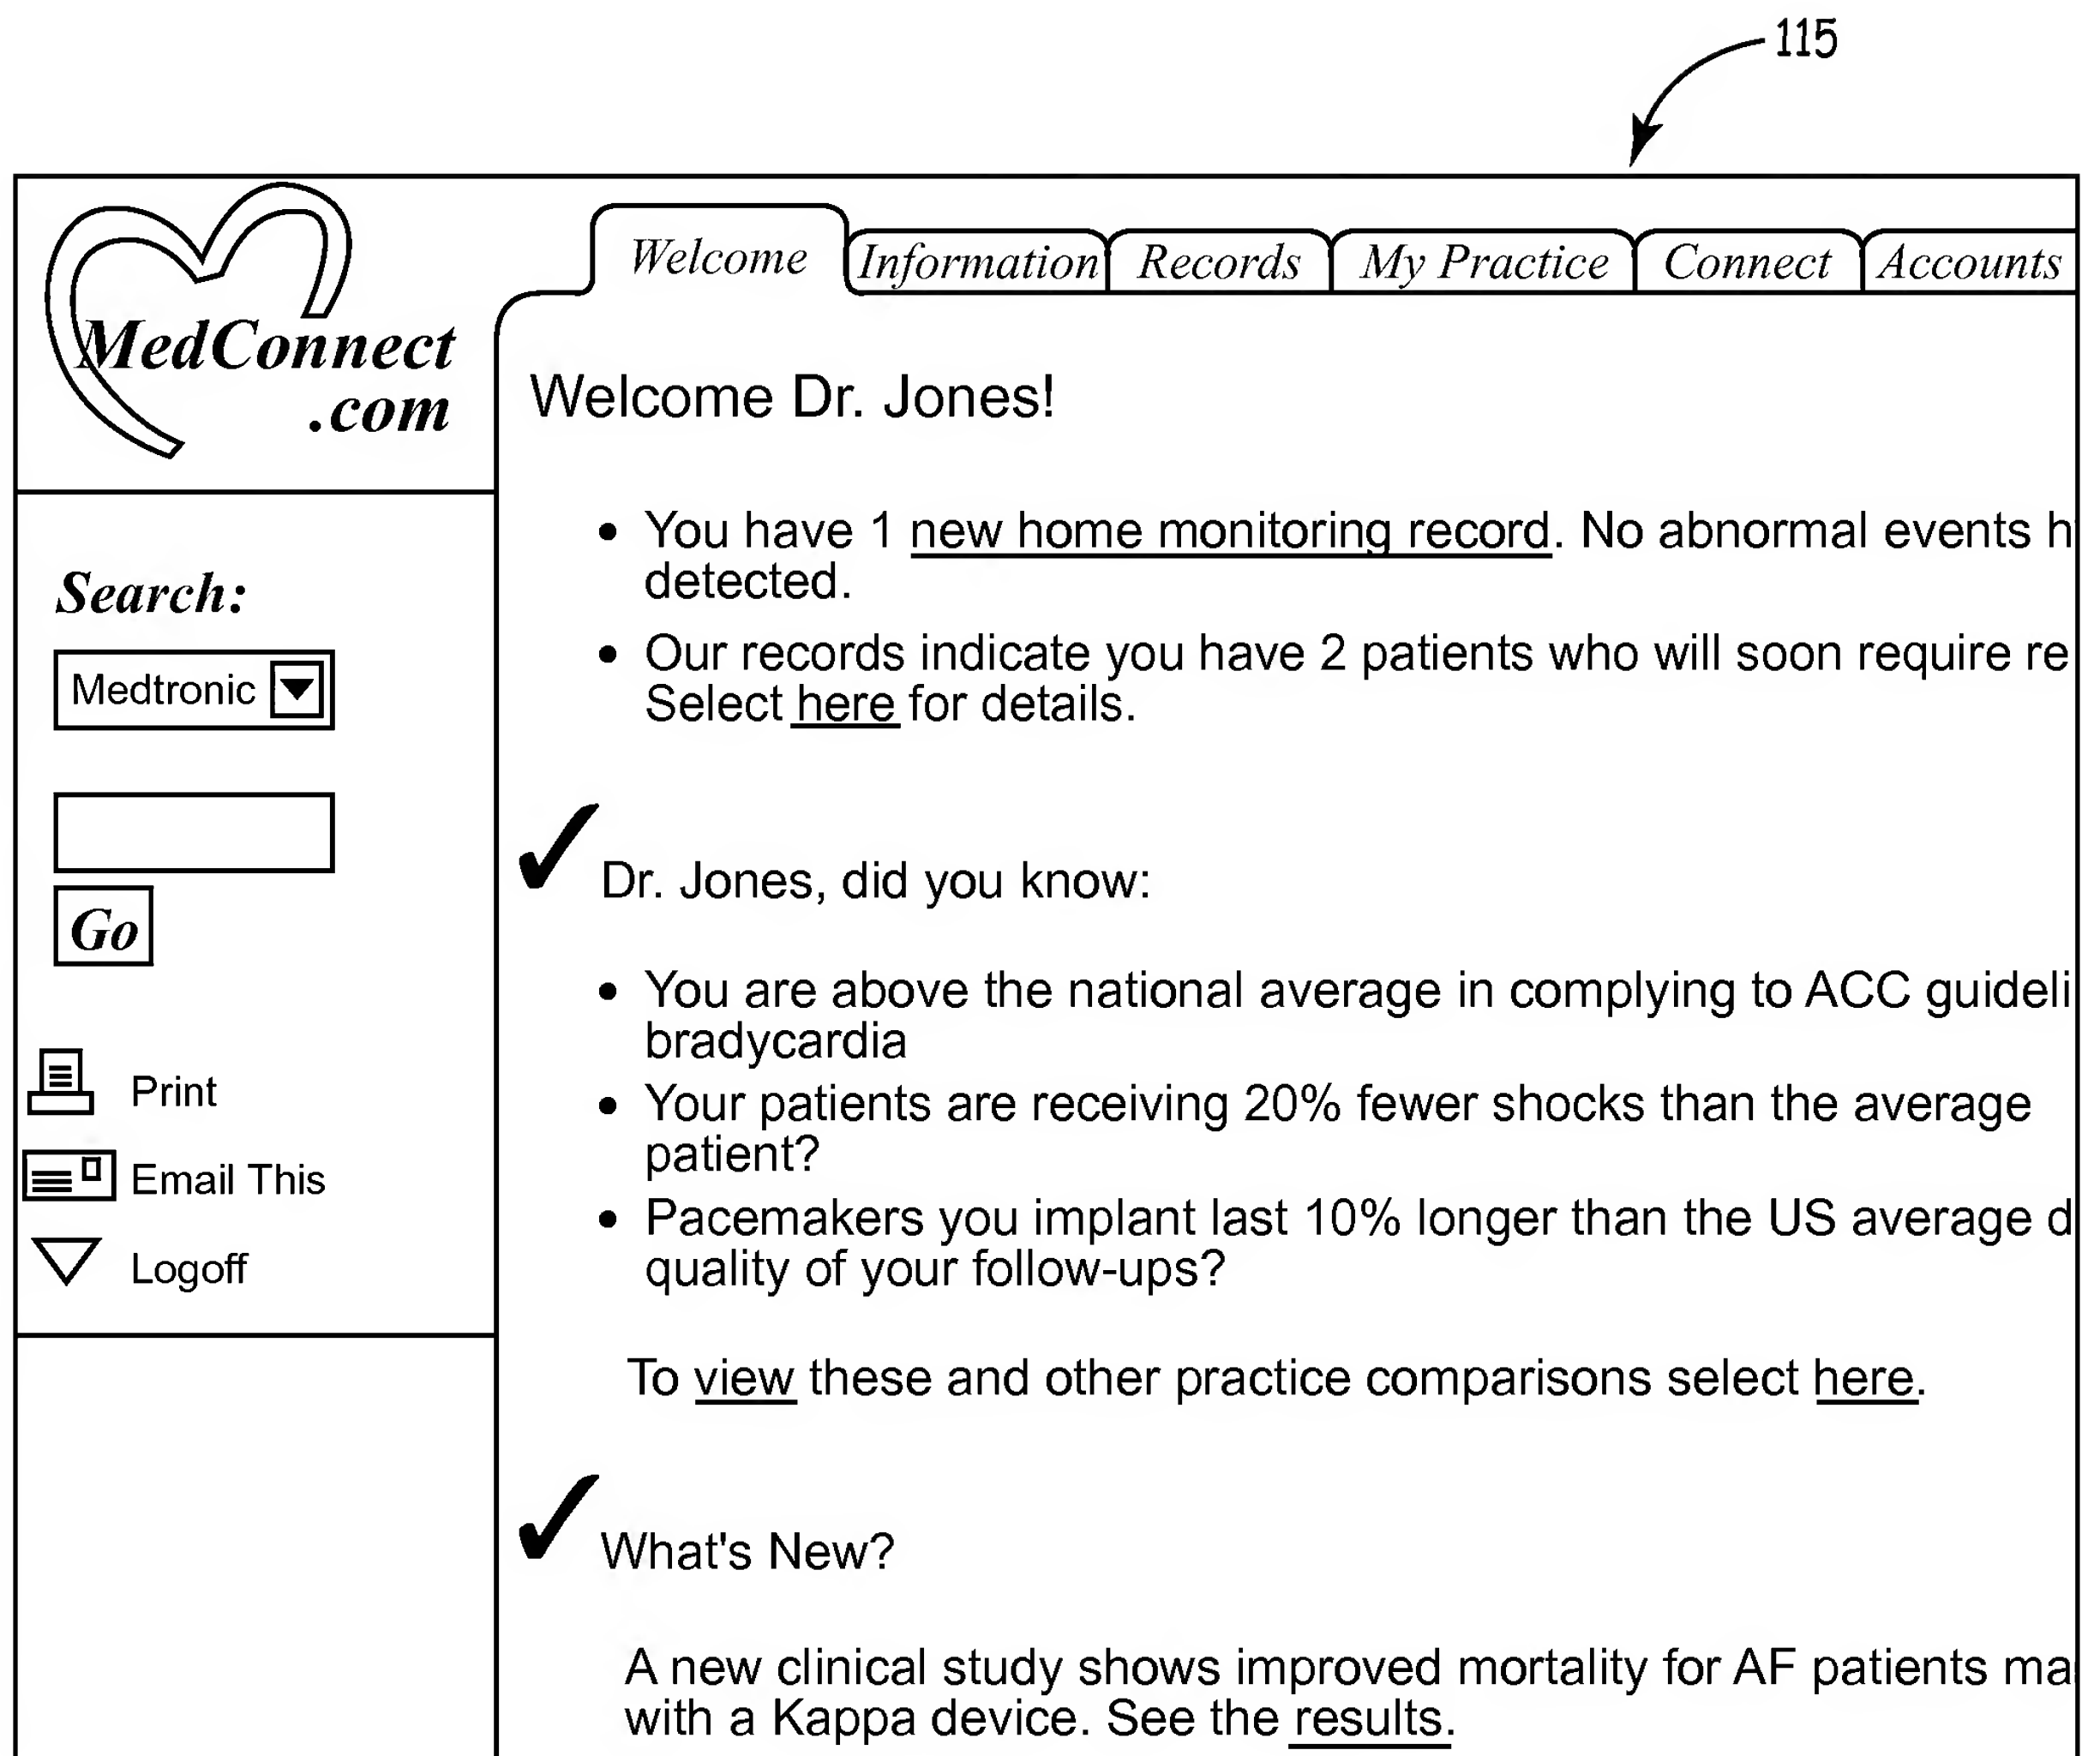 115
MedConnect
.com
Welcome Information Records My Practice Connect Accounts
Welcome Dr. Jones!
• You have 1 new home monitoring record. No abnormal events h
detected.
• Our records indicate you have 2 patients who will soon require re
Select here for details.
Search:
Medtronic
Go
Print
Email This
Logoff
Dr. Jones, did you know:
• You are above the national average in complying to ACC guideli
bradycardia
• Your patients are receiving 20% fewer shocks than the average
patient?
• Pacemakers you implant last 10% longer than the US average d
quality of your follow-ups?
To view these and other practice comparisons select here.
What's New?
A new clinical study shows improved mortality for AF patients ma
with a Kappa device. See the results.